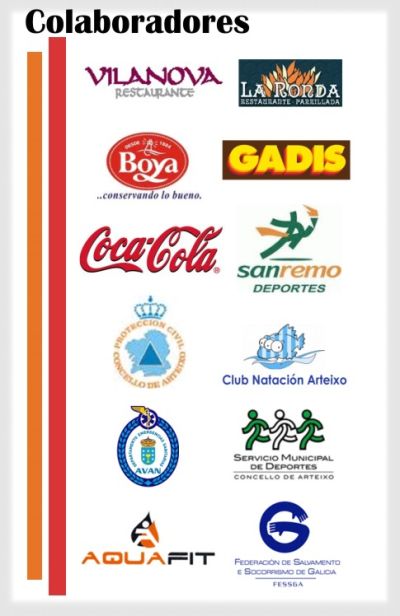 Colaboradores
VILANOVA
RESTAURANTE
LA RONDA
RESTAURANTE - PARRILLADA
DESDE 1884
Boya
..conservando lo bueno.
GADIS
Coca-Cola
sanremo
DEPORTES
PROTECCION CIVIL
CONCELLO DE ARTEIXO
Club Natación Arteixo
AVAN
SERVICIO MUNICIPAL
DE DEPORTES
CONCELLO DE ARTEIXO
AQUAFIT
FEDERACIÓN DE SALVAMENTO
E SOCORRISMO DE GALICIA
FESSGA